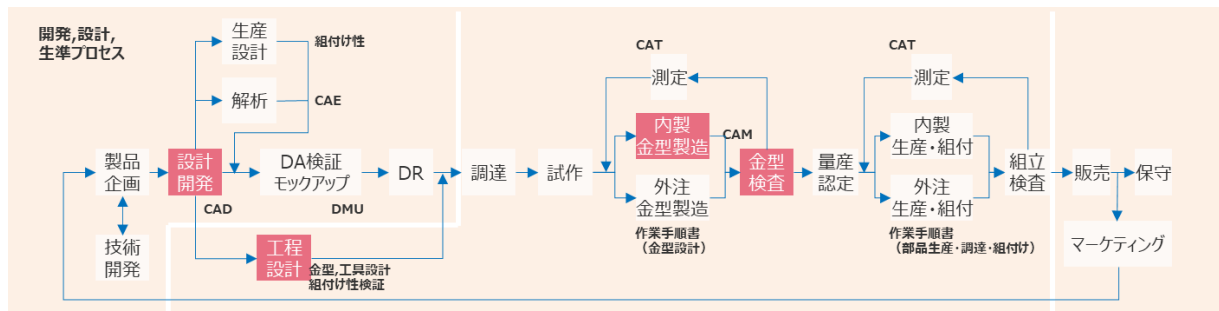 開発,設計,
生準プロセス
生産
設計
組付け性
解析
CAE
製品
企画
設計
開発
DA検証
モックアップ
DR
CAD
DMU
技術
開発
工程
設計
金型,工具設計
組付け性検証
調達
試作
CAT
測定
内製
金型製造
CAM
外注
金型製造
作業手順書
（金型設計）
金型
検査
量産
認定
CAT
測定
内製
生産・組付
外注
生産・組付
作業手順書
（部品生産・調達・組付け）
組立
検査
販売
保守
マーケティング